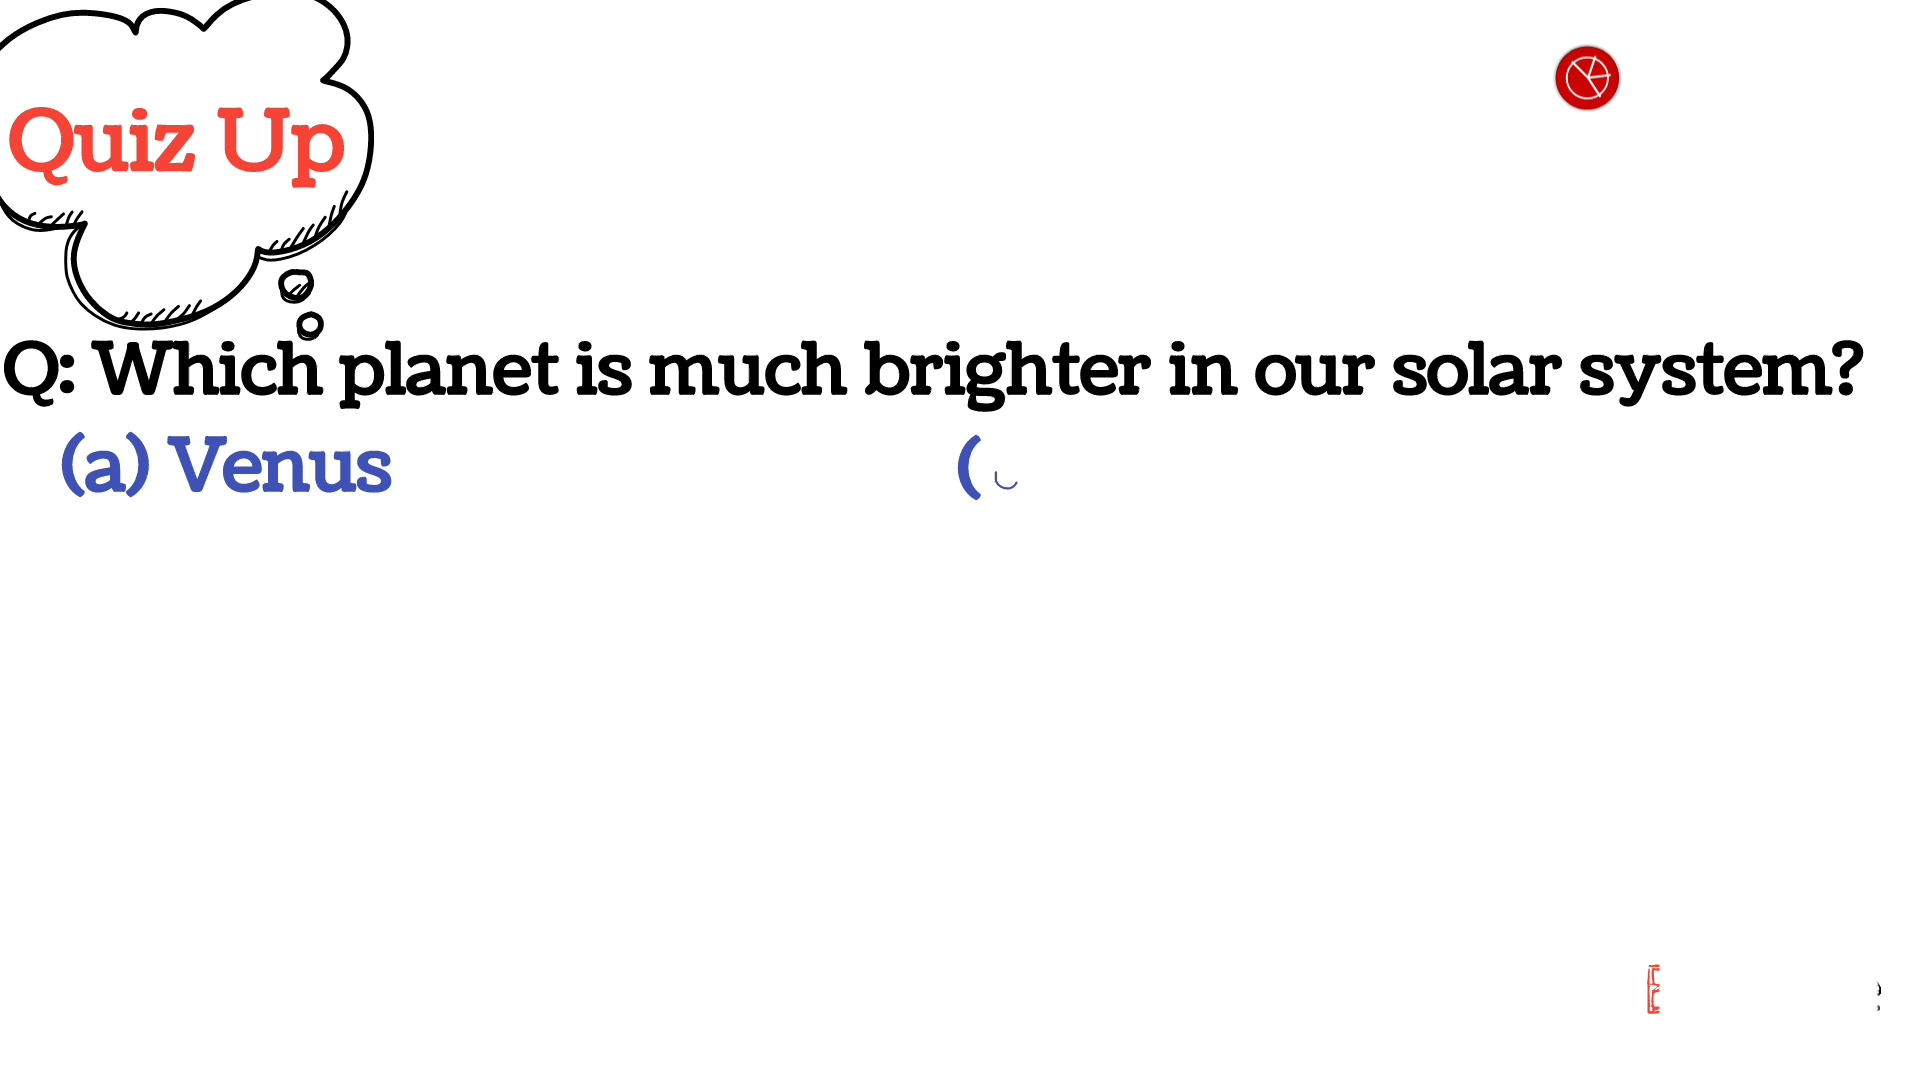 Quiz Up
Q: Which planet is much brighter in our solar system?
(a) Venus (